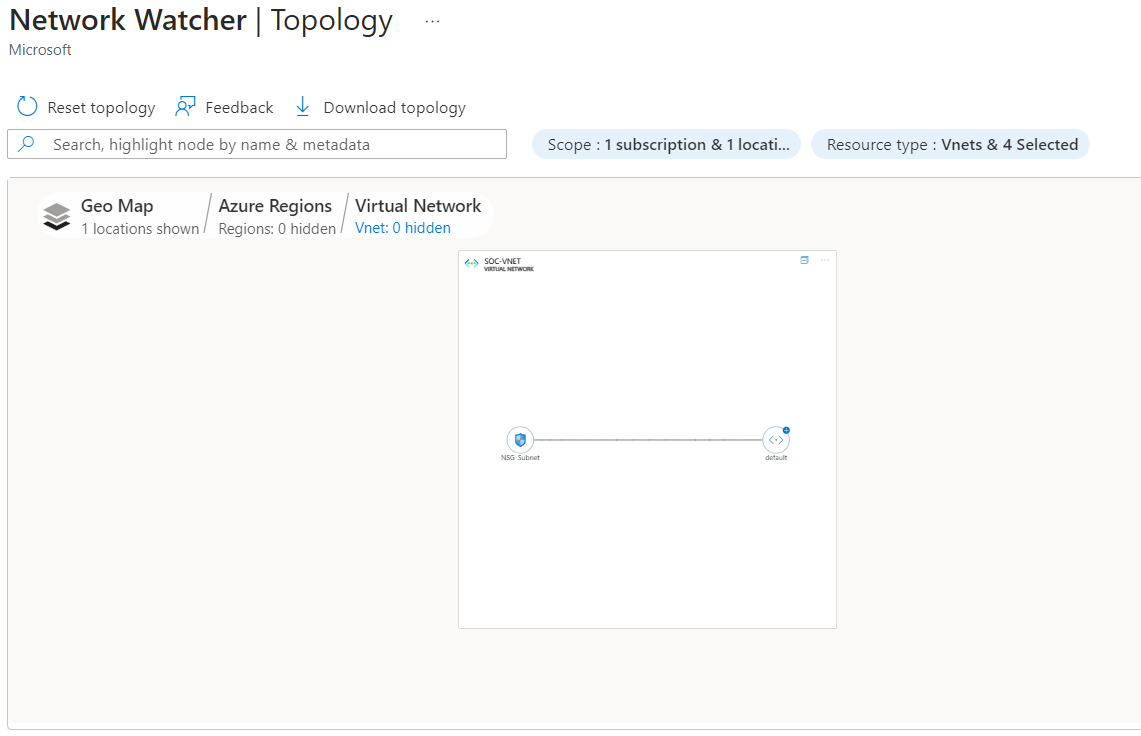 Network Watcher | Topology ...
Microsoft
Reset topology Feedback Download topology
Search, highlight node by name & metadata
Scope : 1 subscription & 1 locati... Resource type : Vnets & 4 Selected
Geo Map Azure Regions Virtual Network
1 locations shown Regions: 0 hidden Vnet: 0 hidden
SOC-VNET
VIRTUAL NETWORK
NSG-Subnet default